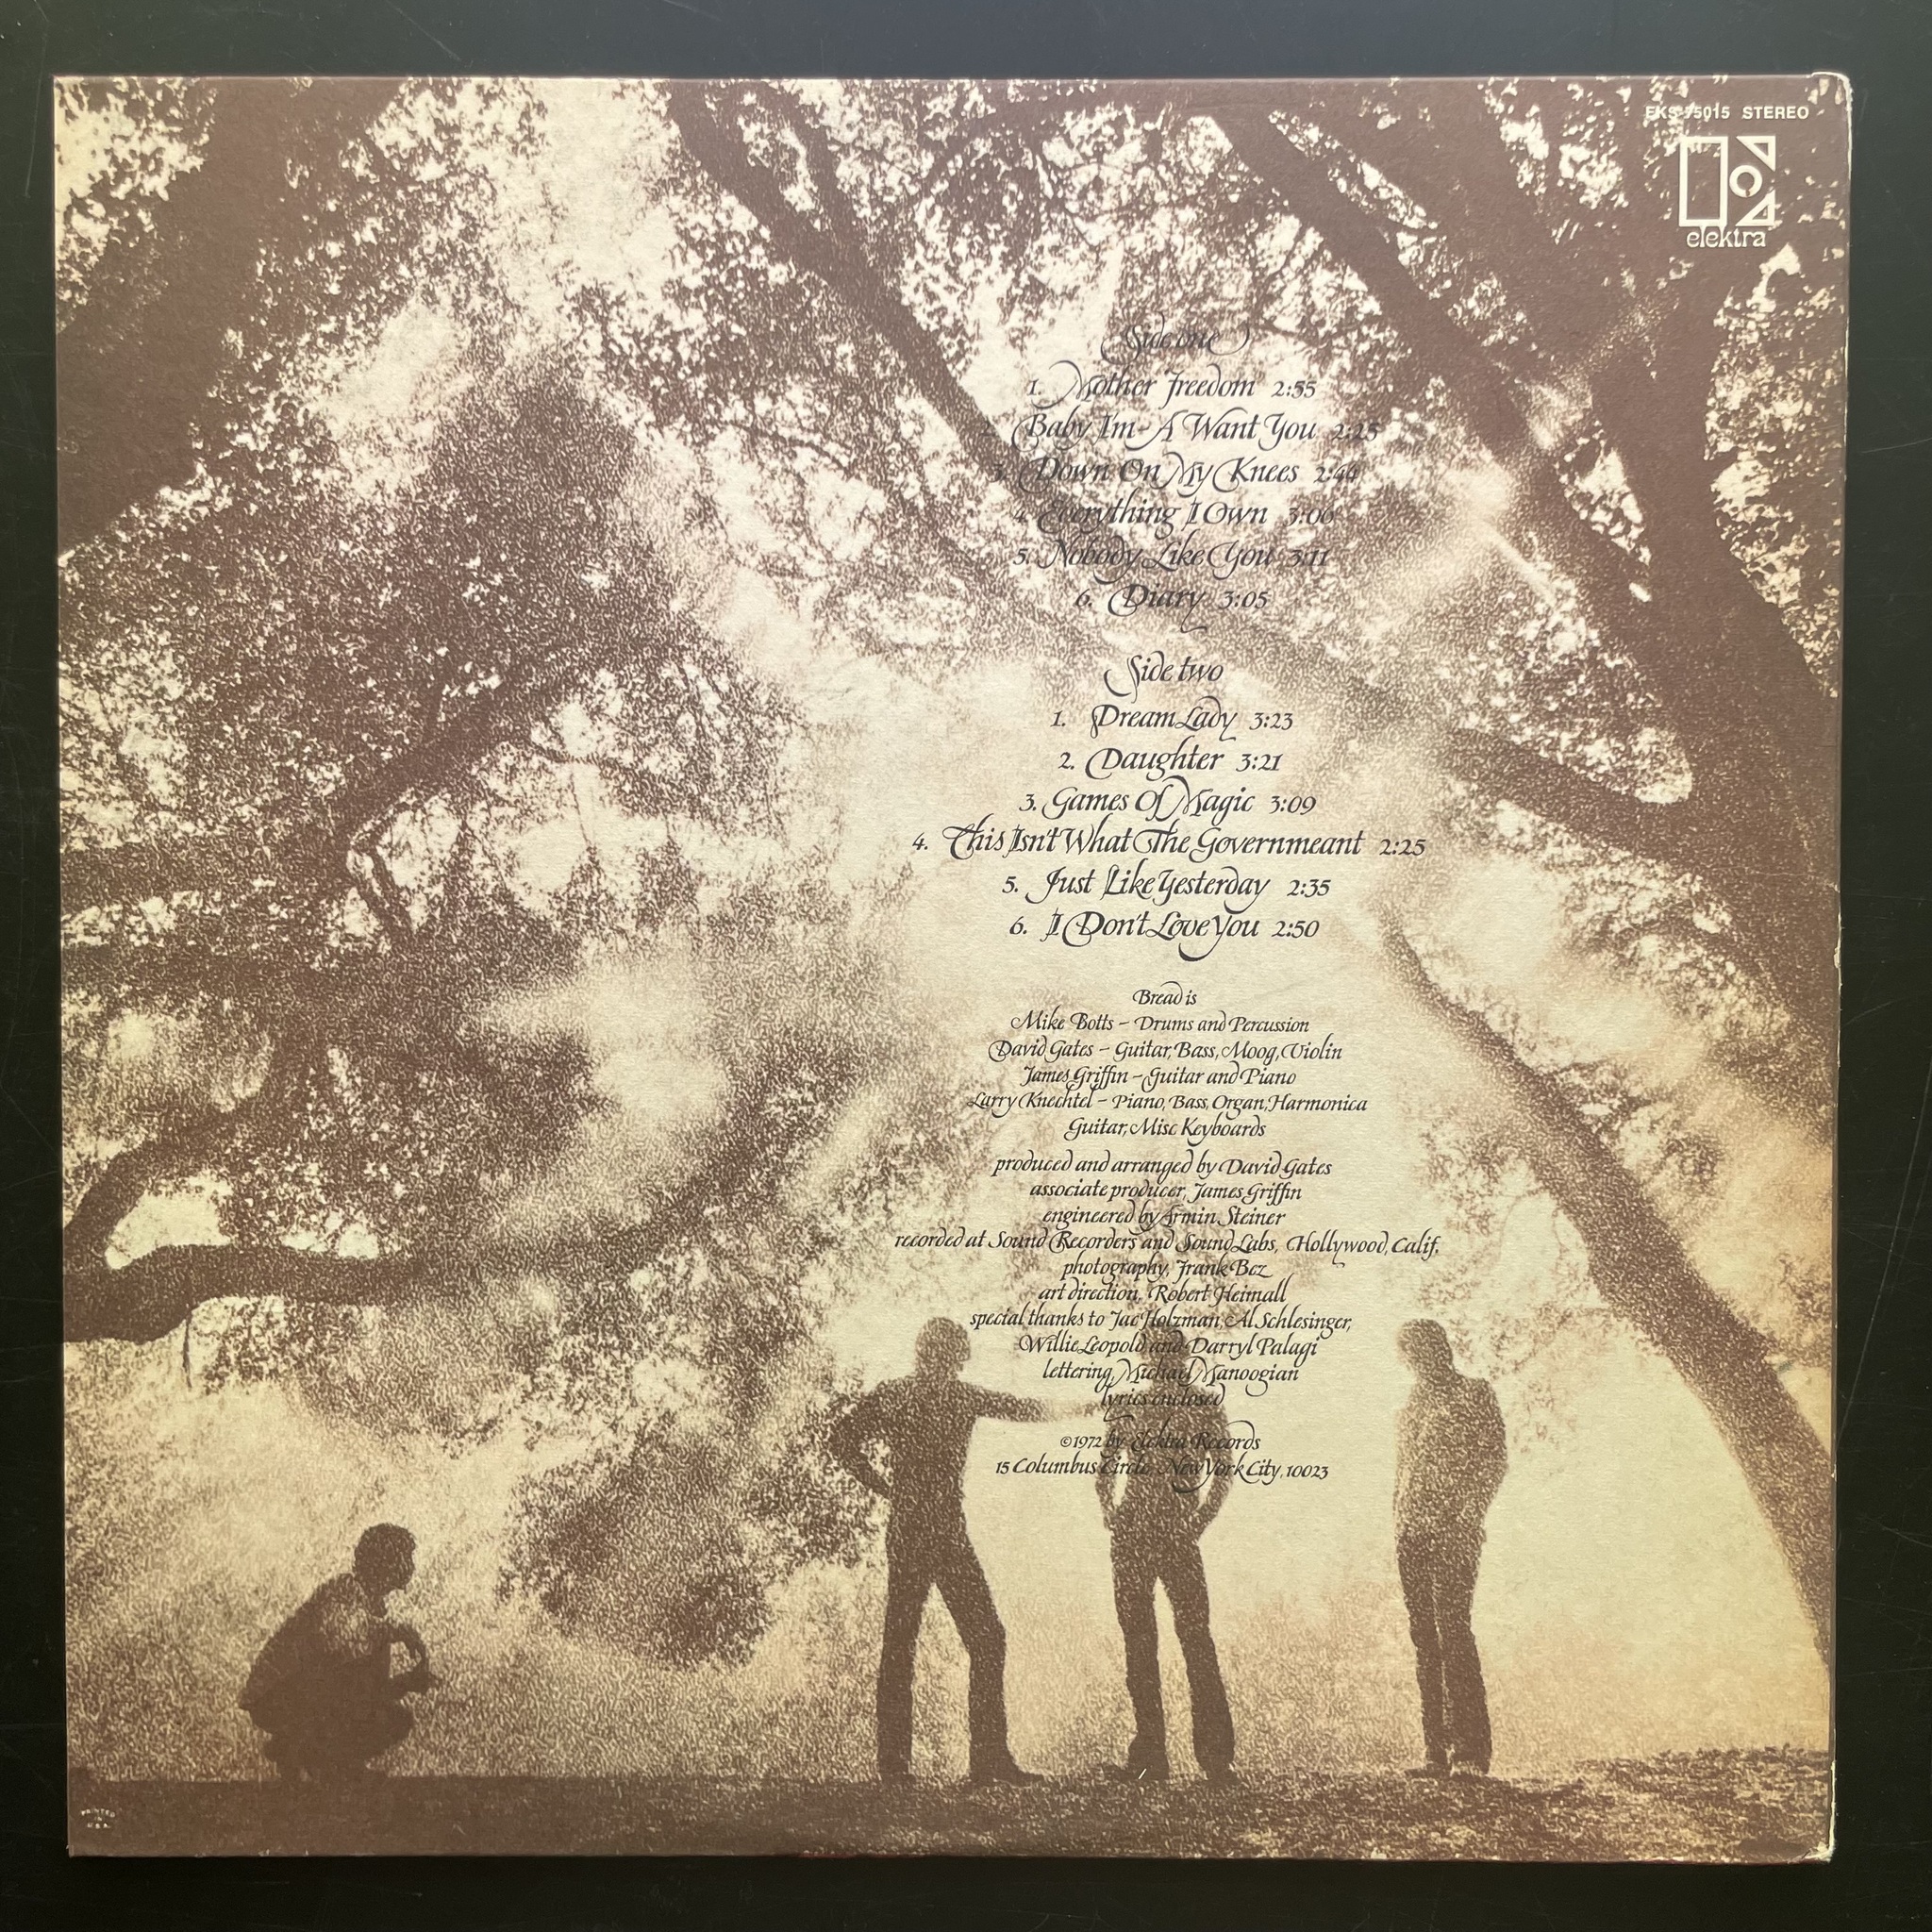 EKS-75015 STEREO
elektra
Side one
1. Mother Freedom 2:55
2. Baby Im-A Want You 2:25
3. Down On My Knees 2:44
4. Everything I Own 3:06
5. Nobody Like You 3:11
6. Diary 3:05
Side two
1. Dream Lady 3:23
2. Daughter 3:21
3. Games Of Magic 3:09
4. This Isn't What The Governmeant 2:25
5. Just Like Yesterday 2:35
6. I Don't Love You 2:50
Bread is
Mike Botts – Drums and Percussion
David Gates – Guitar, Bass, Moog, Violin
James Griffin – Guitar and Piano
Larry Knechtel – Piano, Bass, Organ, Harmonica
Guitar, Misc Keyboards
produced and arranged by David Gates
associate producer, James Griffin
engineered by Armin Steiner
recorded at Sound Recorders and Sound Labs, Hollywood, Calif.
photography, Frank Bez
art direction, Robert Heimall
special thanks to Jac Holzman, Al Schlesinger,
Willie Leopold and Darryl Palagi
lettering, Michael Manoogian
lyrics enclosed
©1972 by Elektra Records
15 Columbus Circle, New York City, 10023
PRINTED
IN
U.S.A.